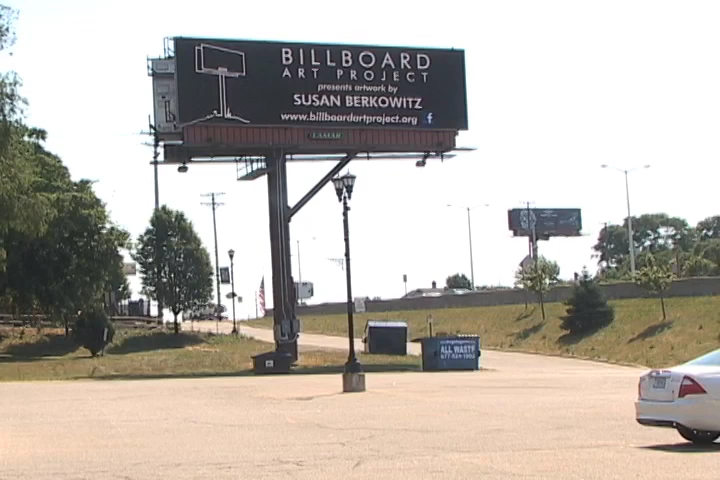 BILLBOARD
ART PROJECT
presents artwork by
SUSAN BERKOWITZ
www.billboardartproject.org f
LAMAR
ALL WASTE